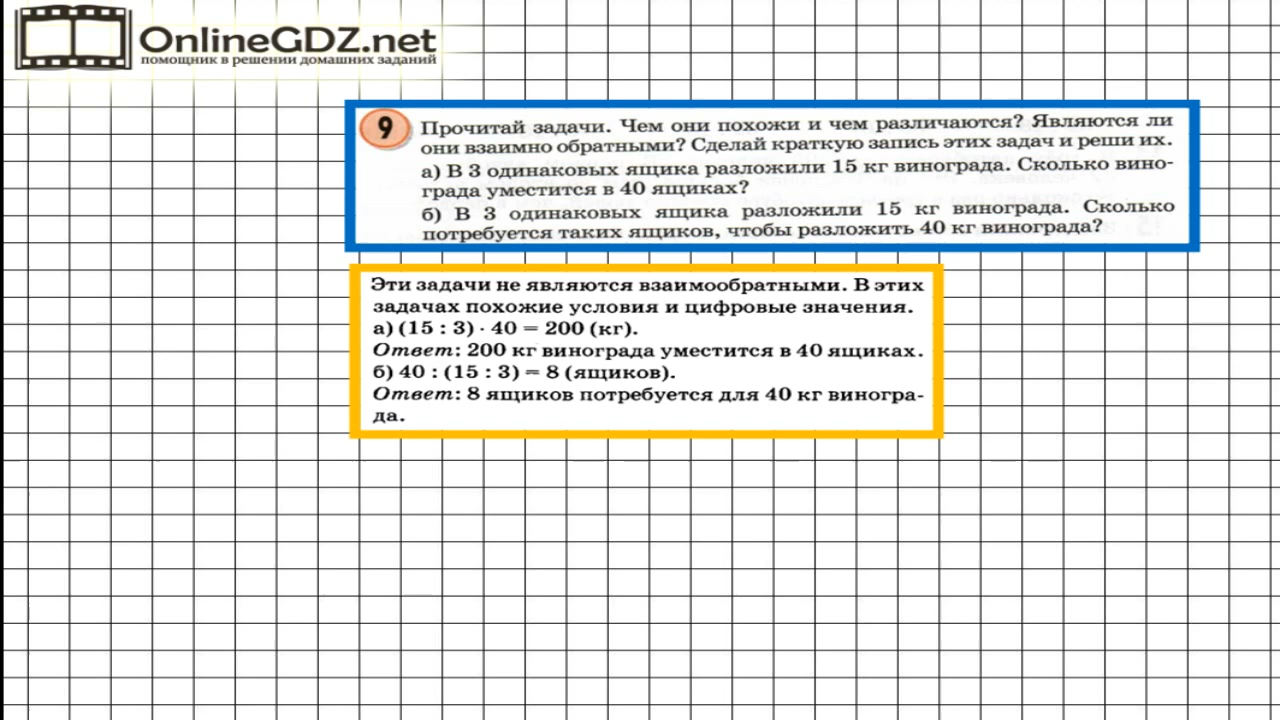 OnlineGDZ.net
помощник в решении домашних заданий
9 Прочитай задачи. Чем они похожи и чем различаются? Являются ли
они взаимно обратными? Сделай краткую запись этих задач и реши их.
а) В 3 одинаковых ящика разложили 15 кг винограда. Сколько вино-
града уместится в 40 ящиках?
б) В 3 одинаковых ящика разложили 15 кг винограда. Сколько
потребуется таких ящиков, чтобы разложить 40 кг винограда?
Эти задачи не являются взаимообратными. В этих
задачах похожие условия и цифровые значения.
а) (15 : 3) · 40 = 200 (кг).
Ответ: 200 кг винограда уместится в 40 ящиках.
б) 40 : (15 : 3) = 8 (ящиков).
Ответ: 8 ящиков потребуется для 40 кг виногра-
да.